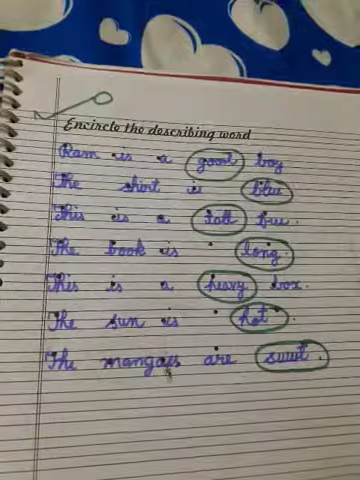 Encircle the describing word
Ram is a good boy
The shirt is blue
This is a tall tree.
The book is long.
This is a heavy box.
The sun is hot.
The mangoes are sweet.